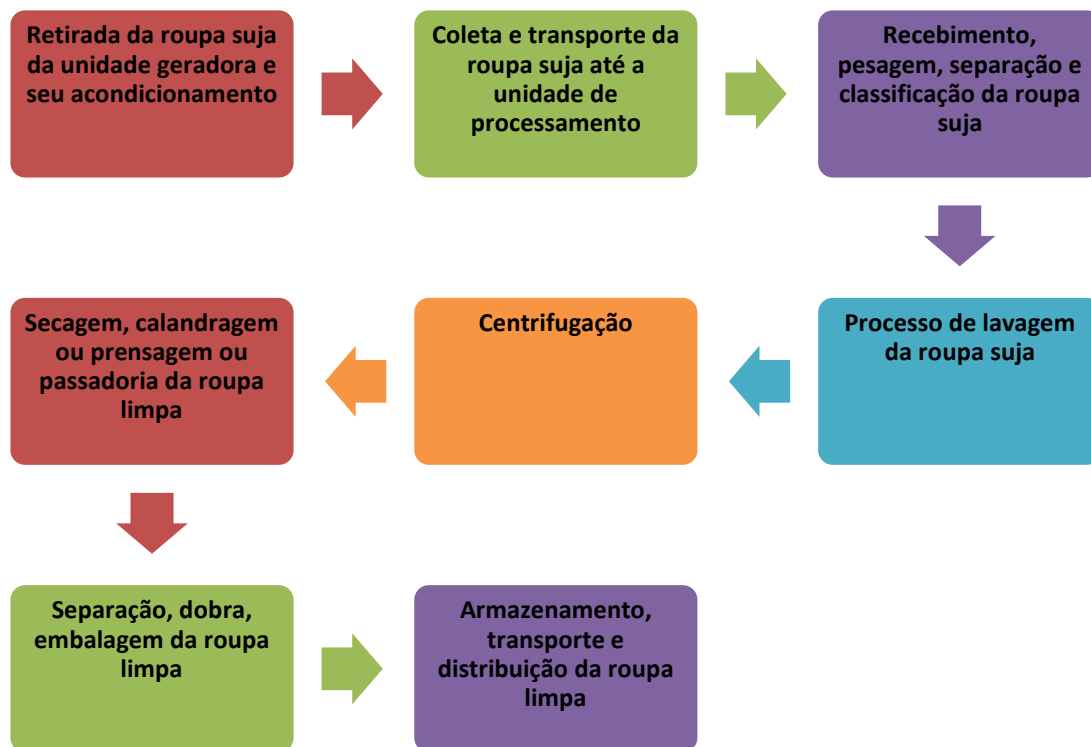 Retirada da roupa suja
da unidade geradora e
seu acondicionamento
Coleta e transporte da
roupa suja até a
unidade de
processamento
Recebimento,
pesagem, separação e
classificação da roupa
suja
Processo de lavagem
da roupa suja
Centrifugação
Secagem, calandragem
ou prensagem ou
passadoria da roupa
limpa
Separação, dobra,
embalagem da roupa
limpa
Armazenamento,
transporte e
distribuição da roupa
limpa